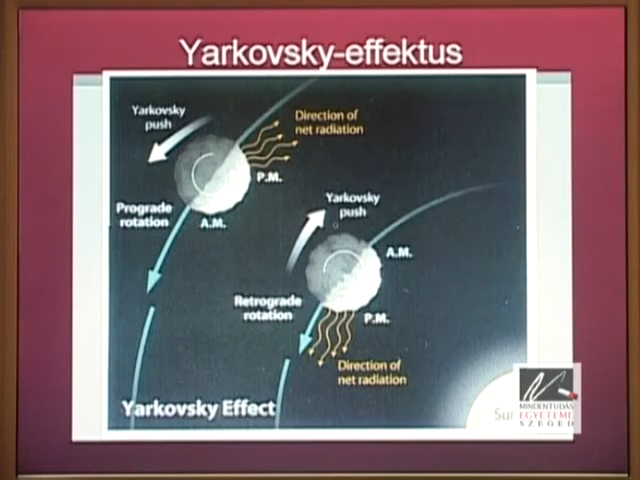 Yarkovsky-effektus
Yarkovsky
push
Direction of
net radiation
P.M.
Prograde
rotation
A.M.
Yarkovsky
push
A.M.
Retrograde
rotation
P.M.
Direction of
net radiation
Yarkovsky Effect
Sun
MINDENTUDÁS
EGYETEME
SZEGED